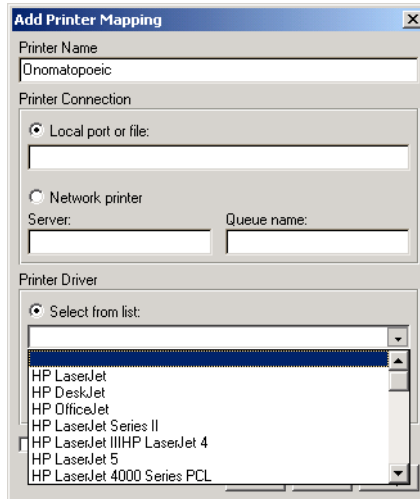 Add Printer Mapping
Printer Name
Onomatopoeic
Printer Connection
Local port or file:
Network printer
Server: Queue name:
Printer Driver
Select from list:
HP LaserJet
HP DeskJet
HP OfficeJet
HP LaserJet Series II
HP LaserJet IIIHP LaserJet 4
HP LaserJet 5
HP LaserJet 4000 Series PCL